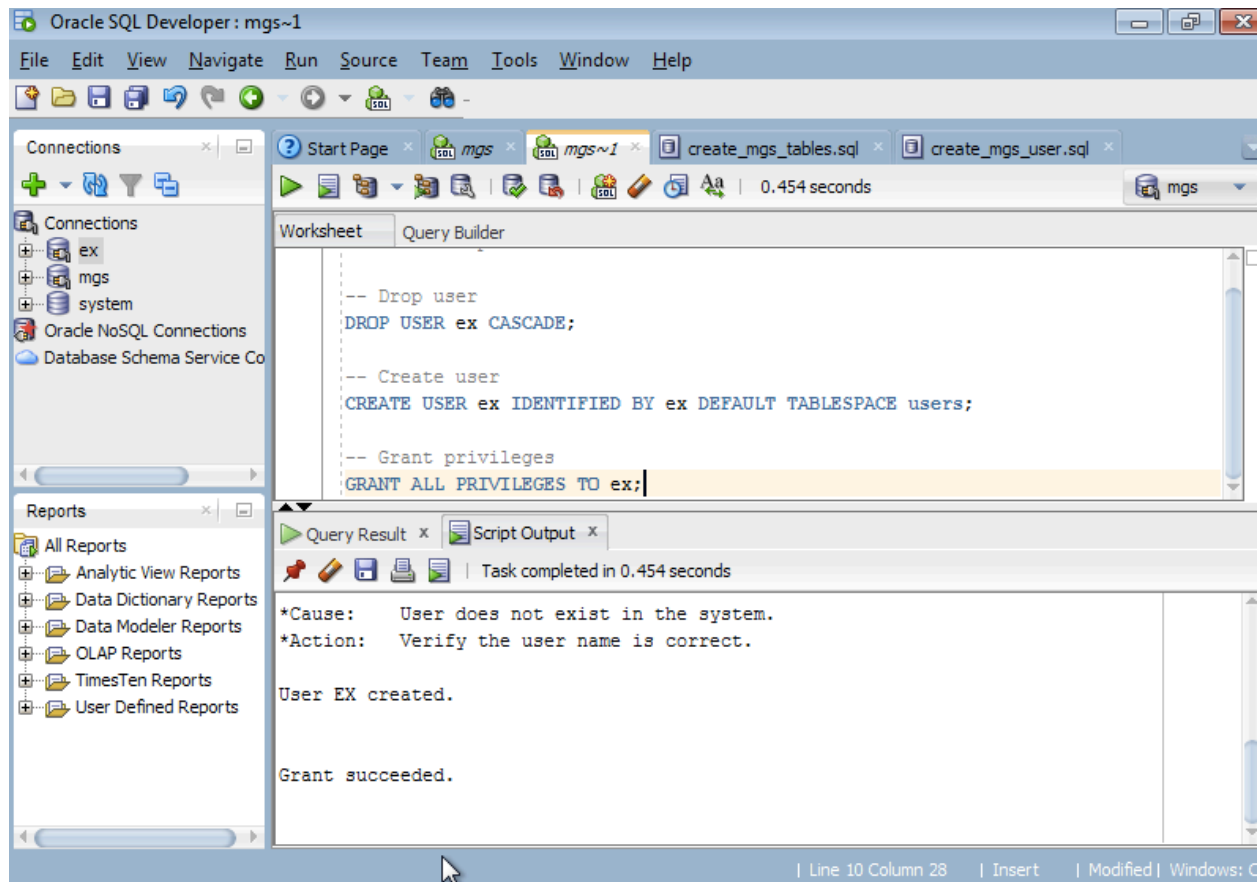 Oracle SQL Developer : mgs~1
File Edit View Navigate Run Source Team Tools Window Help
Connections
Connections
ex
mgs
system
Oracle NoSQL Connections
Database Schema Service Co
Reports
All Reports
Analytic View Reports
Data Dictionary Reports
Data Modeler Reports
OLAP Reports
TimesTen Reports
User Defined Reports
Start Page mgs mgs~1 create_mgs_tables.sql create_mgs_user.sql
0.454 seconds
mgs
Worksheet Query Builder
-- Drop user
DROP USER ex CASCADE;
-- Create user
CREATE USER ex IDENTIFIED BY ex DEFAULT TABLESPACE users;
-- Grant privileges
GRANT ALL PRIVILEGES TO ex;
Query Result Script Output
Task completed in 0.454 seconds
*Cause: User does not exist in the system.
*Action: Verify the user name is correct.
User EX created.
Grant succeeded.
| Line 10 Column 28 | Insert | Modified | Windows: C